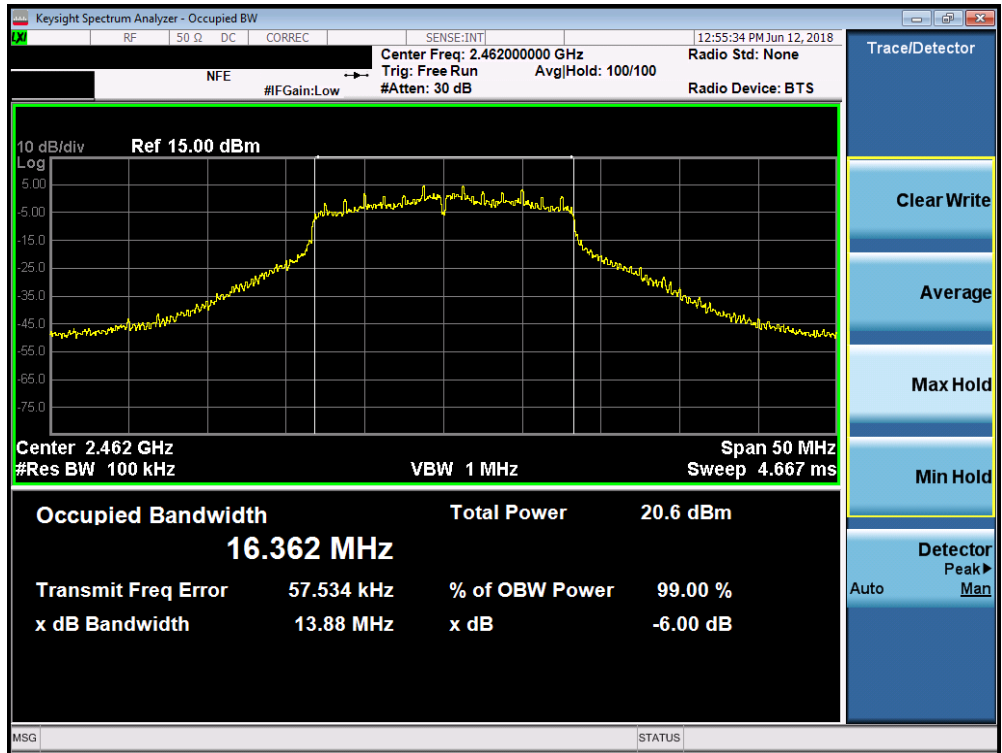 Keysight Spectrum Analyzer - Occupied BW
LXI RF 50 Ω DC CORREC SENSE:INT 12:55:34 PM Jun 12, 2018
Center Freq: 2.462000000 GHz Radio Std: None
NFE Trig: Free Run Avg|Hold: 100/100
#IFGain:Low #Atten: 30 dB Radio Device: BTS
10 dB/div Ref 15.00 dBm
Log
5.00
-5.00
-15.0
-25.0
-35.0
-45.0
-55.0
-65.0
-75.0
Center 2.462 GHz Span 50 MHz
#Res BW 100 kHz VBW 1 MHz Sweep 4.667 ms
Occupied Bandwidth Total Power 20.6 dBm
16.362 MHz
Transmit Freq Error 57.534 kHz % of OBW Power 99.00 %
x dB Bandwidth 13.88 MHz x dB -6.00 dB
MSG STATUS
Trace/Detector
Clear Write
Average
Max Hold
Min Hold
Detector
Peak▶
Auto Man